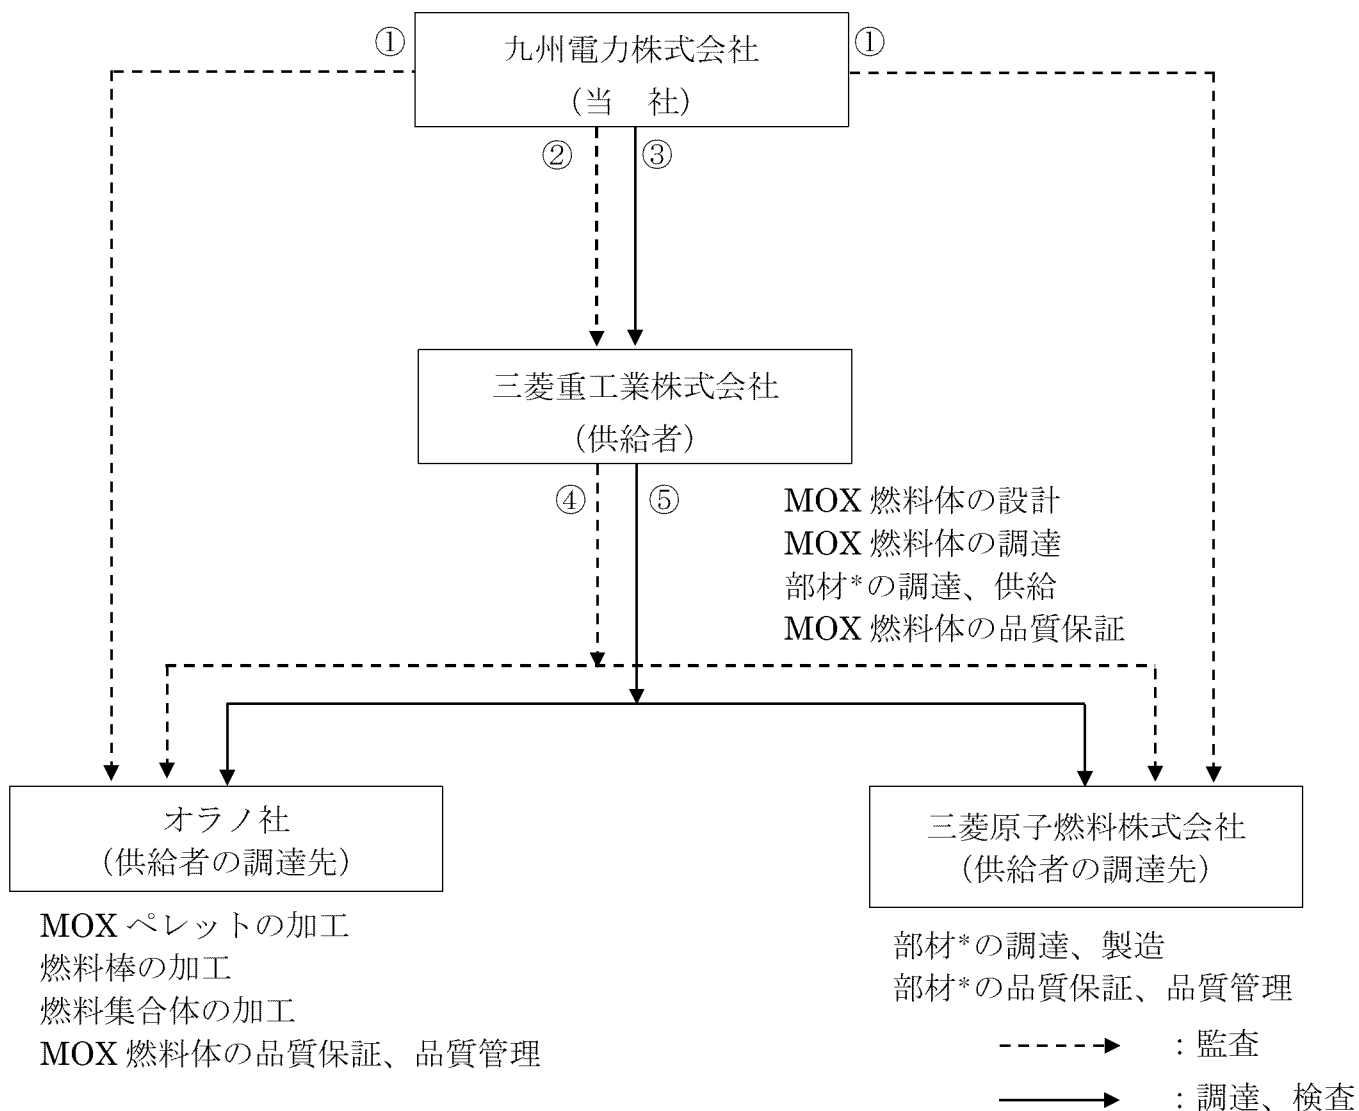 ①
九州電力株式会社
(当 社)
①
②
③
三菱重工業株式会社
(供給者)
④
⑤
MOX 燃料体の設計
MOX 燃料体の調達
部材*の調達、供給
MOX 燃料体の品質保証
オラノ社
(供給者の調達先)
MOX ペレットの加工
燃料棒の加工
燃料集合体の加工
MOX 燃料体の品質保証、品質管理
三菱原子燃料株式会社
(供給者の調達先)
部材*の調達、製造
部材*の品質保証、品質管理
：監査
：調達、検査